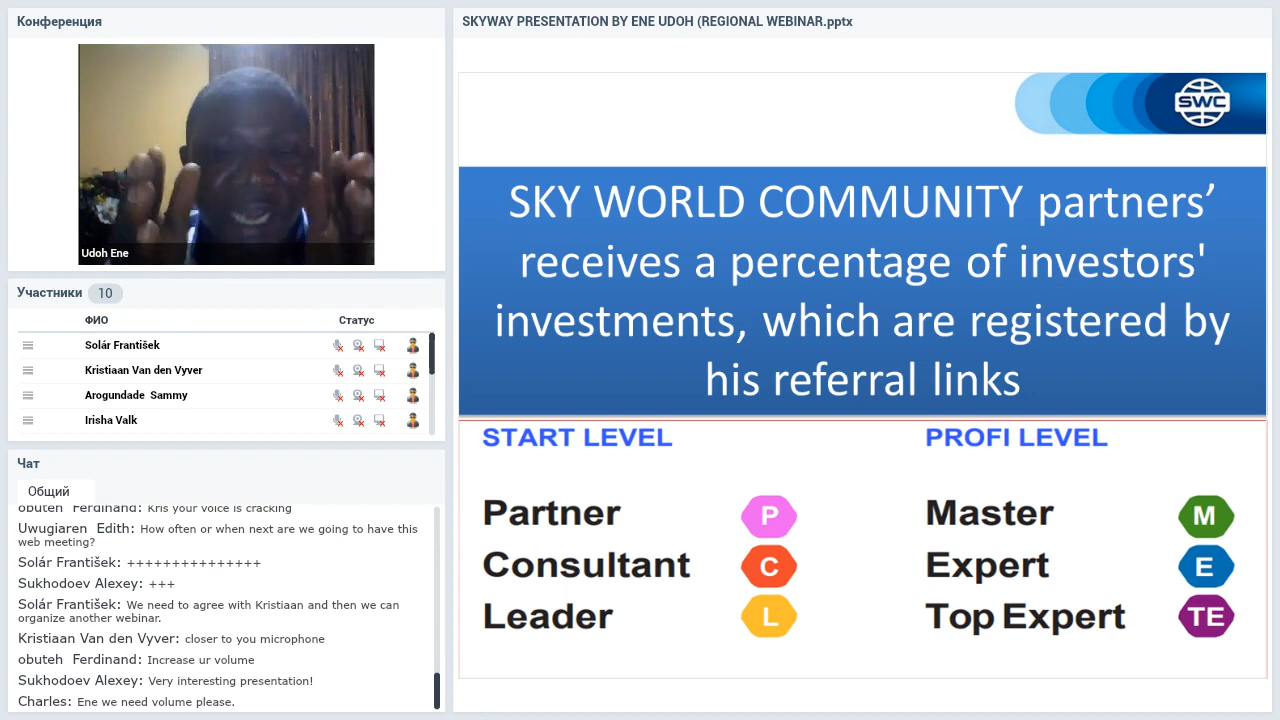 Конференция
Udoh Ene
Участники 10
ФИО Статус
Solár František
Kristiaan Van den Vyver
Arogundade Sammy
Irisha Valk
Чат
Общий
obuten Ferdinand: Kris your voice is cracking
Uwugiaren Edith: How often or when next are we going to have this
web meeting?
Solár František: +++++++++++++++
Sukhodoev Alexey: +++
Solár František: We need to agree with Kristiaan and then we can
organize another webinar.
Kristiaan Van den Vyver: closer to you microphone
obuteh Ferdinand: Increase ur volume
Sukhodoev Alexey: Very interesting presentation!
Charles: Ene we need volume please.
SKYWAY PRESENTATION BY ENE UDOH (REGIONAL WEBINAR.pptx
SWC
SKY WORLD COMMUNITY partners’
receives a percentage of investors'
investments, which are registered by
his referral links
START LEVEL
Partner P
Consultant C
Leader L
PROFI LEVEL
Master M
Expert E
Top Expert TE